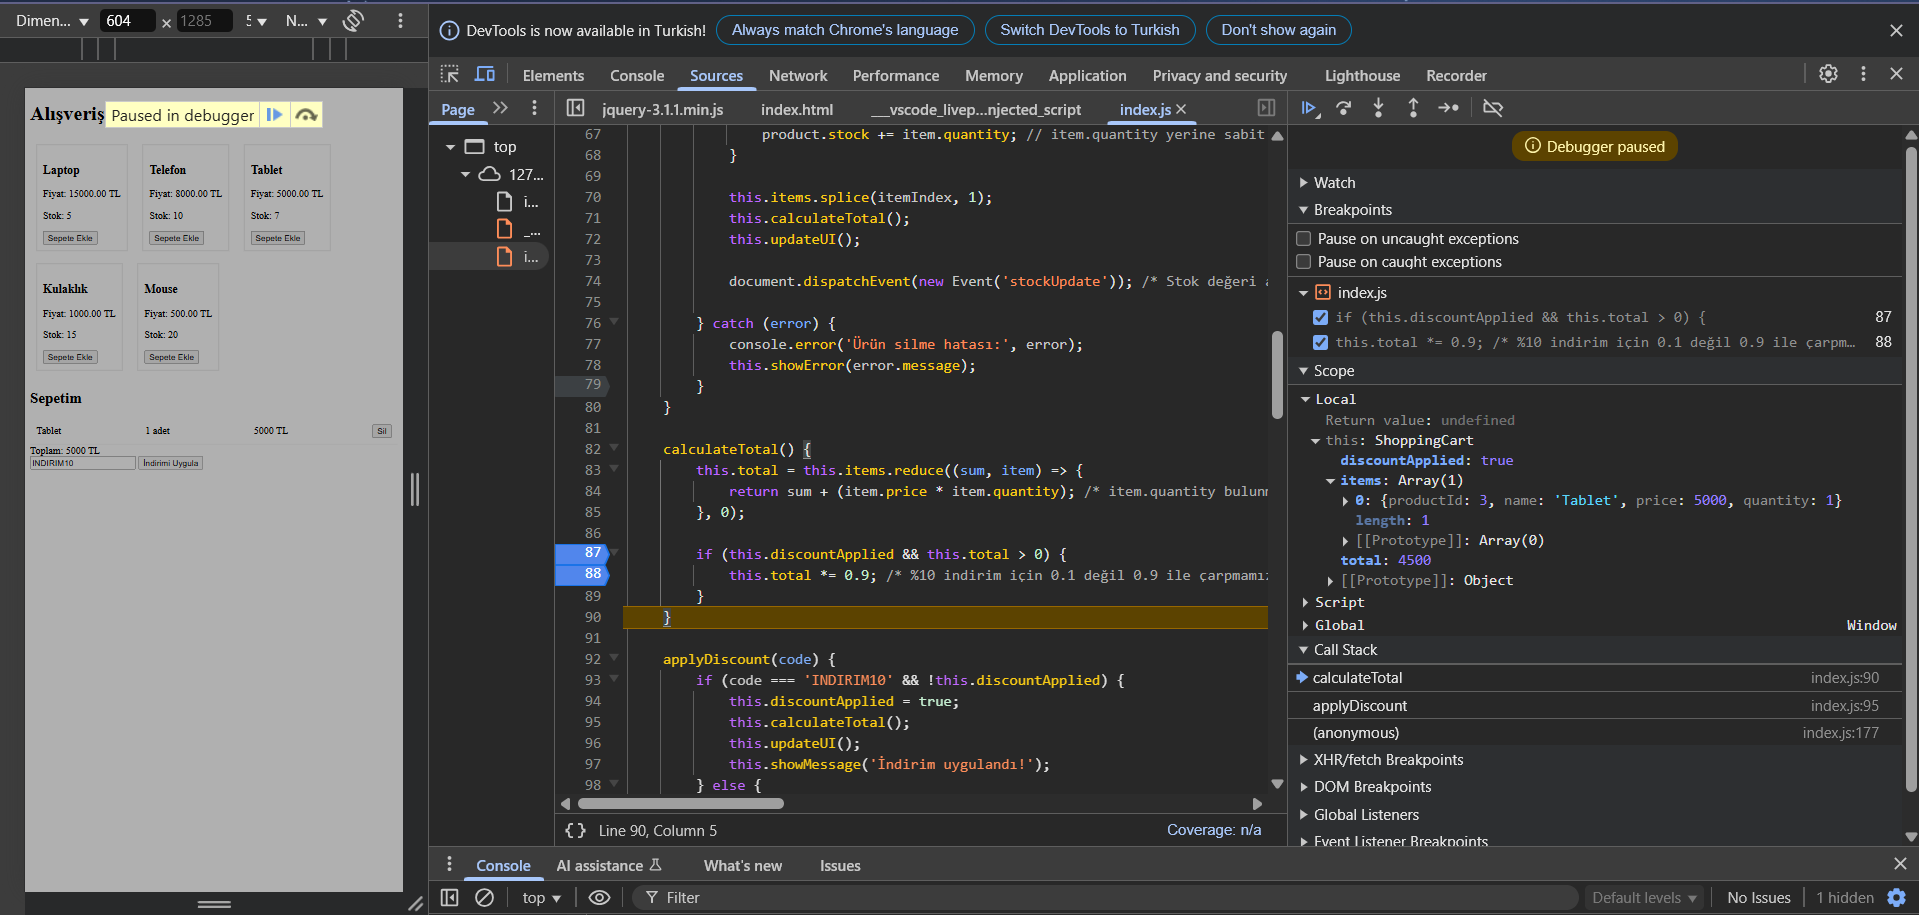 Dimen... 604 × 1285 5 N...
Alışveriş
Paused in debugger
Laptop
Fiyat: 15000.00 TL
Stok: 5
Sepete Ekle
Telefon
Fiyat: 8000.00 TL
Stok: 10
Sepete Ekle
Tablet
Fiyat: 5000.00 TL
Stok: 7
Sepete Ekle
Kulaklık
Fiyat: 1000.00 TL
Stok: 15
Sepete Ekle
Mouse
Fiyat: 500.00 TL
Stok: 20
Sepete Ekle
Sepetim
Tablet 1 adet 5000 TL Sil
Toplam: 5000 TL
INDIRIM10 İndirimi Uygula
DevTools is now available in Turkish! Always match Chrome's language Switch DevTools to Turkish Don't show again
Elements Console Sources Network Performance Memory Application Privacy and security Lighthouse Recorder
Page
top
127...
i...
_...
i...
jquery-3.1.1.min.js index.html __vscode_livep...njected_script index.js
67 product.stock += item.quantity; // item.quantity yerine sabit
68 }
69
70 this.items.splice(itemIndex, 1);
71 this.calculateTotal();
72 this.updateUI();
73
74 document.dispatchEvent(new Event('stockUpdate')); /* Stok değeri
75
76 } catch (error) {
77 console.error('Ürün silme hatası:', error);
78 this.showError(error.message);
79 }
80 }
81
82 calculateTotal() {
83 this.total = this.items.reduce((sum, item) => {
84 return sum + (item.price * item.quantity); /* item.quantity bulunm
85 }, 0);
86
87 if (this.discountApplied && this.total > 0) {
88 this.total *= 0.9; /* %10 indirim için 0.1 değil 0.9 ile çarpmamız
89 }
90 }
91
92 applyDiscount(code) {
93 if (code === 'INDIRIM10' && !this.discountApplied) {
94 this.discountApplied = true;
95 this.calculateTotal();
96 this.updateUI();
97 this.showMessage('İndirim uygulandı!');
98 } else {
{} Line 90, Column 5 Coverage: n/a
Debugger paused
Watch
Breakpoints
Pause on uncaught exceptions
Pause on caught exceptions
index.js
if (this.discountApplied && this.total > 0) { 87
this.total *= 0.9; /* %10 indirim için 0.1 değil 0.9 ile çarpm… 88
Scope
Local
Return value: undefined
this: ShoppingCart
discountApplied: true
items: Array(1)
0: {productId: 3, name: 'Tablet', price: 5000, quantity: 1}
length: 1
[[Prototype]]: Array(0)
total: 4500
[[Prototype]]: Object
Script
Global Window
Call Stack
calculateTotal index.js:90
applyDiscount index.js:95
(anonymous) index.js:177
XHR/fetch Breakpoints
DOM Breakpoints
Global Listeners
Event Listener Breakpoints
Console AI assistance What's new Issues
top Filter Default levels No Issues 1 hidden